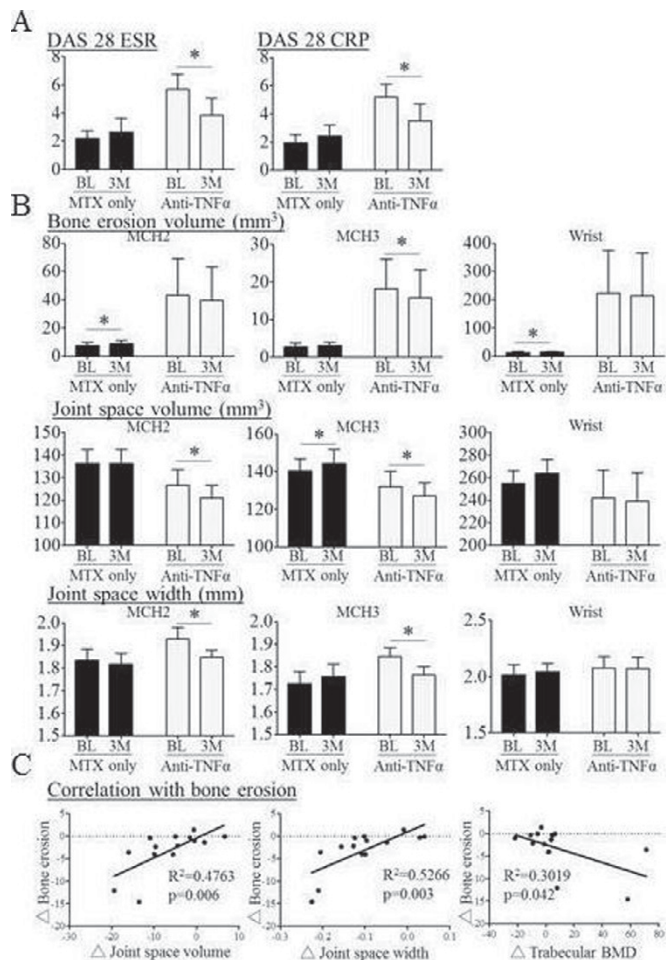 A
DAS 28 ESR DAS 28 CRP
8 8
6 6
4 4
2 2
0 0
* *
BL 3M BL 3M BL 3M BL 3M
MTX only Anti-TNFα MTX only Anti-TNFα
B
Bone erosion volume (mm³)
MCH2 MCH3 Wrist
80 30 400
60 20 300
40 10 200
20 0 100
0 0
* * *
BL 3M BL 3M BL 3M BL 3M BL 3M BL 3M
MTX only Anti-TNFα MTX only Anti-TNFα MTX only Anti-TNFα
Joint space volume (mm³)
MCH2 MCH3 Wrist
150 160 300
140 140 280
130 120 260
120 100 240
110 220
100 200
* * *
BL 3M BL 3M BL 3M BL 3M BL 3M BL 3M
MTX only Anti-TNFα MTX only Anti-TNFα MTX only Anti-TNFα
Joint space width (mm)
MCH2 MCH3 Wrist
2.0 2.0 2.5
1.9 1.9 2.0
1.8 1.8 1.5
1.7 1.7
1.6 1.6
1.5 1.5
* *
BL 3M BL 3M BL 3M BL 3M BL 3M BL 3M
MTX only Anti-TNFα MTX only Anti-TNFα MTX only Anti-TNFα
C
Correlation with bone erosion
△ Bone erosion △ Bone erosion △ Bone erosion
5 5 5
0 0 0
-5 -5 -5
-10 -10 -10
-15 -15 -15
-20 -20 -20
R²=0.4763 R²=0.5266 R²=0.3019
p=0.006 p=0.003 p=0.042
-30 -20 -10 0 10 -0.3 -0.2 -0.1 0.0 0.1 -40 -20 0 20 40 60 80
△ Joint space volume △ Joint space width △ Trabecular BMD